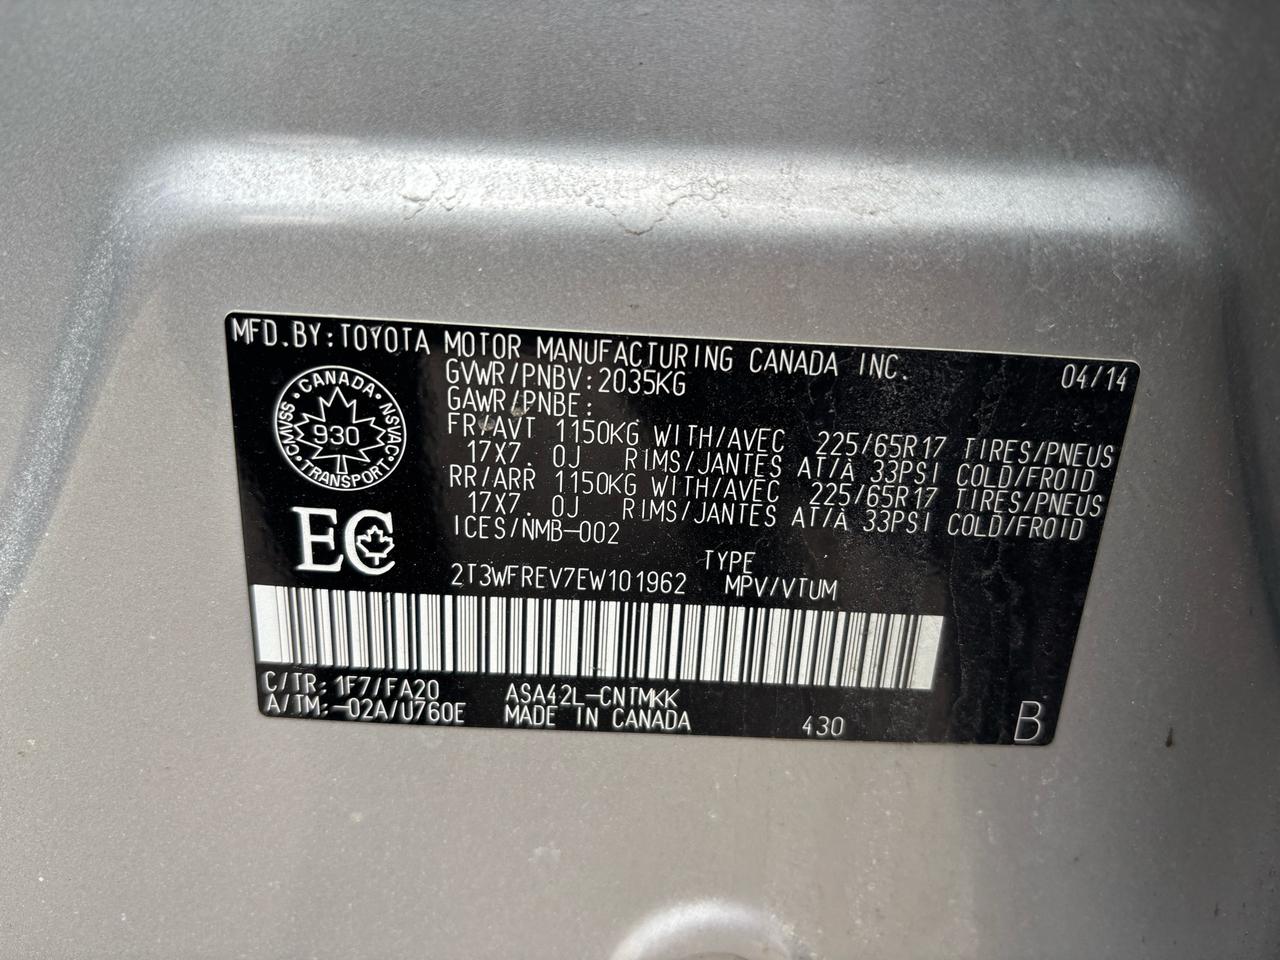 MFD.BY:TOYOTA MOTOR MANUFACTURING CANADA INC. 04/14
GVWR/PNBV:2035KG
GAWR/PNBE:
FR/AVT 1150KG WITH/AVEC 225/65R17 TIRES/PNEUS
17X7. 0J RIMS/JANTES AT/À 33PSI COLD/FROID
RR/ARR 1150KG WITH/AVEC 225/65R17 TIRES/PNEUS
17X7. 0J RIMS/JANTES AT/À 33PSI COLD/FROID
ICES/NMB-002
CANADA
CMVSS 930 NSVAC
TRANSPORT
EC
TYPE
2T3WFREV7EW101962 MPV/VTUM
C/TR: 1F7/FA20 ASA42L-CNTMKK
A/TM:-02A/U760E MADE IN CANADA 430 B